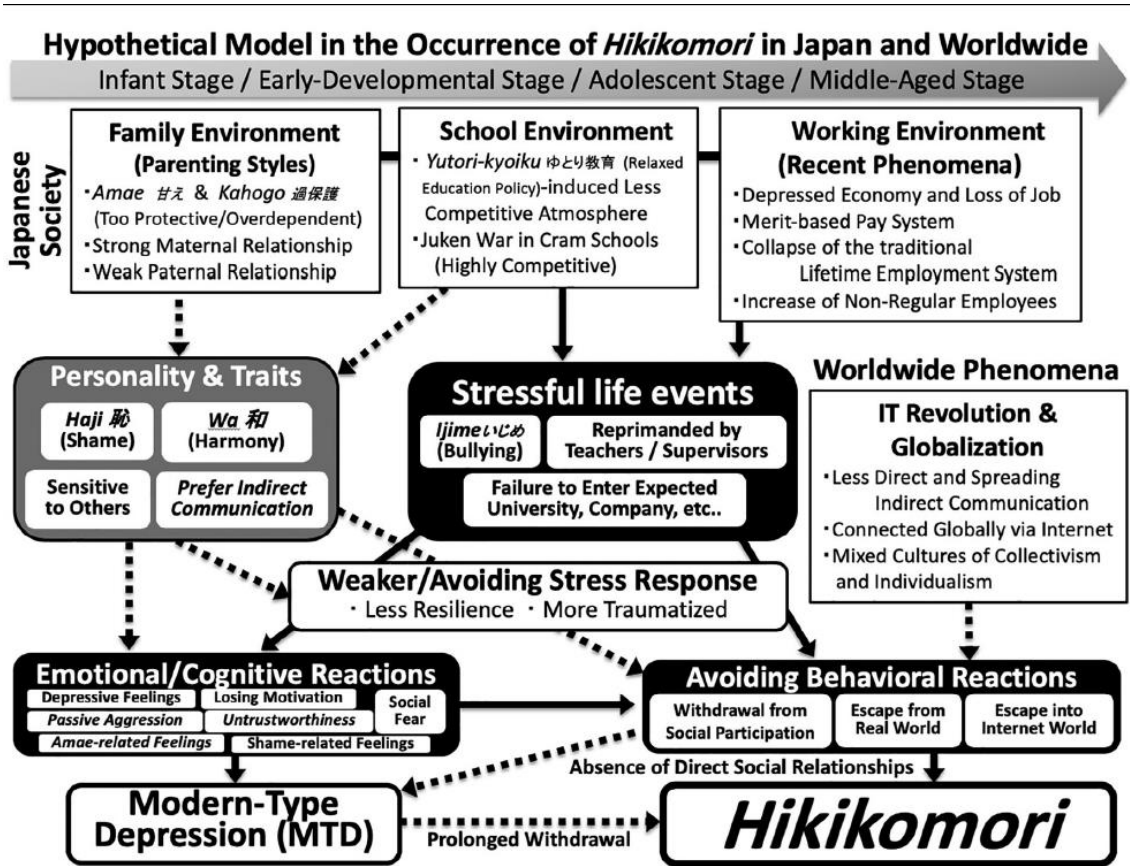 Hypothetical Model in the Occurrence of Hikikomori in Japan and Worldwide
Infant Stage / Early-Developmental Stage / Adolescent Stage / Middle-Aged Stage
Japanese
Society
Family Environment
(Parenting Styles)
・Amae 甘え & Kahogo 過保護
(Too Protective/Overdependent)
・Strong Maternal Relationship
・Weak Paternal Relationship
School Environment
・Yutori-kyoiku ゆとり教育 (Relaxed
Education Policy)-induced Less
Competitive Atmosphere
・Juken War in Cram Schools
(Highly Competitive)
Working Environment
(Recent Phenomena)
・Depressed Economy and Loss of Job
・Merit-based Pay System
・Collapse of the traditional
Lifetime Employment System
・Increase of Non-Regular Employees
Personality & Traits
Haji 恥
(Shame)
Wa 和
(Harmony)
Sensitive
to Others
Prefer Indirect
Communication
Stressful life events
Ijimeいじめ
(Bullying)
Reprimanded by
Teachers / Supervisors
Failure to Enter Expected
University, Company, etc..
Worldwide Phenomena
IT Revolution &
Globalization
・Less Direct and Spreading
Indirect Communication
・Connected Globally via Internet
・Mixed Cultures of Collectivism
and Individualism
Weaker/Avoiding Stress Response
・Less Resilience ・More Traumatized
Emotional/Cognitive Reactions
Depressive Feelings
Losing Motivation
Social
Fear
Passive Aggression
Untrustworthiness
Amae-related Feelings
Shame-related Feelings
Avoiding Behavioral Reactions
Withdrawal from
Social Participation
Escape from
Real World
Escape into
Internet World
Absence of Direct Social Relationships
Modern-Type
Depression (MTD)
Prolonged Withdrawal
Hikikomori